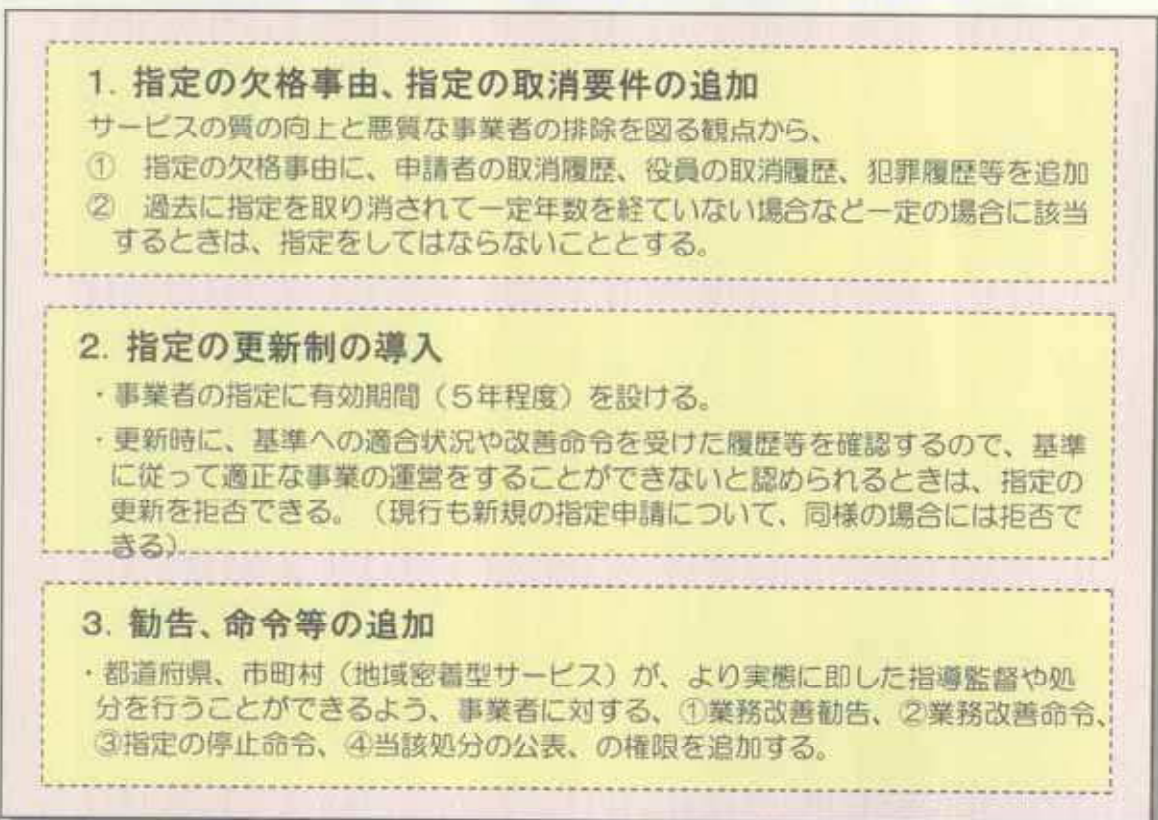 1. 指定の欠格事由、指定の取消要件の追加
サービスの質の向上と悪質な事業者の排除を図る観点から、
① 指定の欠格事由に、申請者の取消履歴、役員の取消履歴、犯罪履歴等を追加
② 過去に指定を取り消されて一定年数を経ていない場合など一定の場合に該当
するときは、指定をしてはならないこととする。
2. 指定の更新制の導入
・事業者の指定に有効期間（５年程度）を設ける。
・更新時に、基準への適合状況や改善命令を受けた履歴等を確認するので、基準
に従って適正な事業の運営をすることができないと認められるときは、指定の
更新を拒否できる。（現行も新規の指定申請について、同様の場合には拒否で
きる）
3. 勧告、命令等の追加
・都道府県、市町村（地域密着型サービス）が、より実態に即した指導監督や処
分を行うことができるよう、事業者に対する、①業務改善勧告、②業務改善命令、
③指定の停止命令、④当該処分の公表、の権限を追加する。